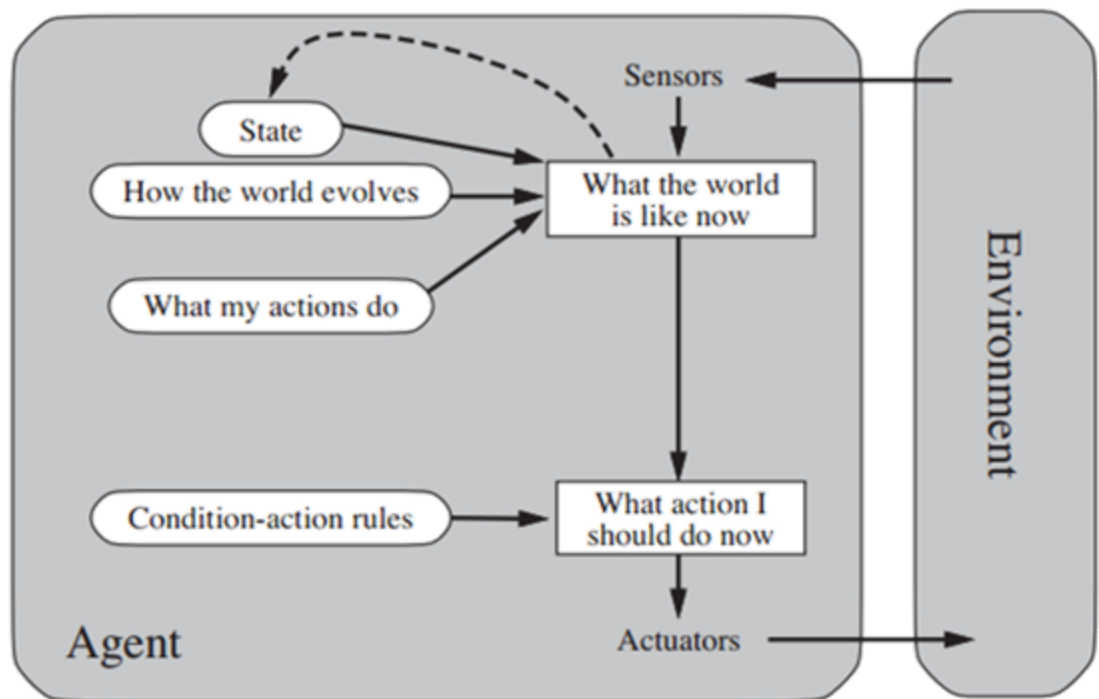 Sensors
State
How the world evolves
What the world
is like now
What my actions do
Environment
Condition-action rules
What action I
should do now
Agent
Actuators